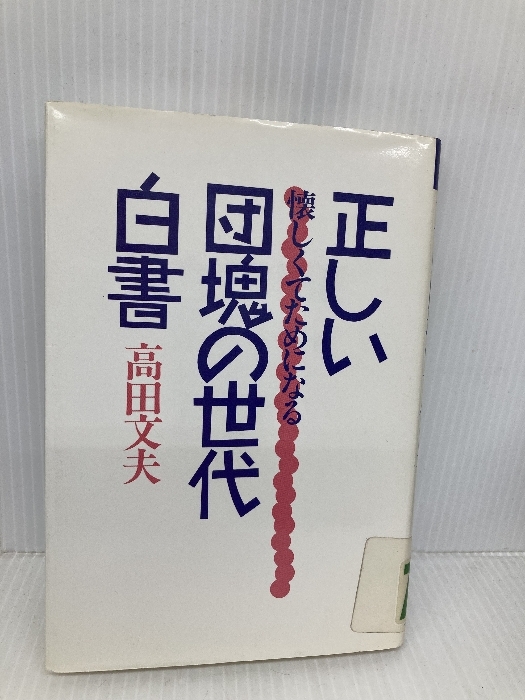 正しい
懐しくてためになる
団塊の世代
白書
高田文夫